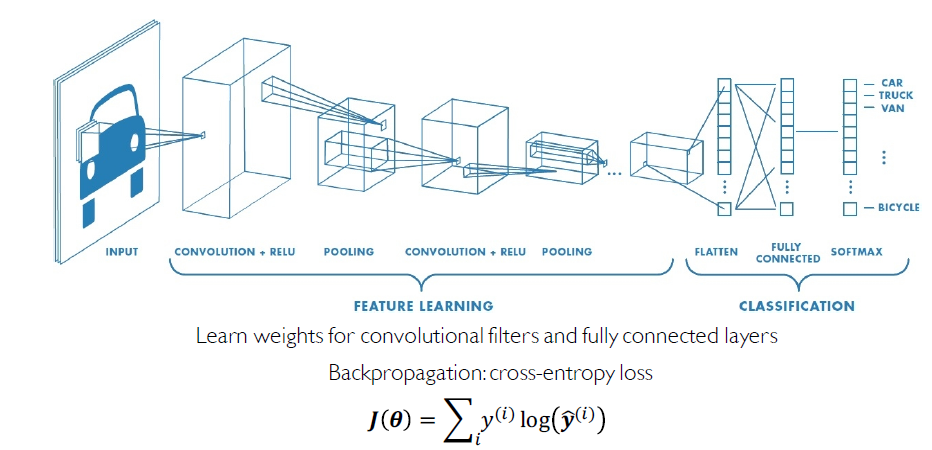 CAR
TRUCK
VAN
BICYCLE
INPUT
CONVOLUTION + RELU
POOLING
CONVOLUTION + RELU
POOLING
FLATTEN
FULLY
CONNECTED
SOFTMAX
FEATURE LEARNING
CLASSIFICATION
Learn weights for convolutional filters and fully connected layers
Backpropagation: cross-entropy loss
J(θ) = ∑ᵢ y⁽ⁱ⁾ log(ŷ⁽ⁱ⁾)